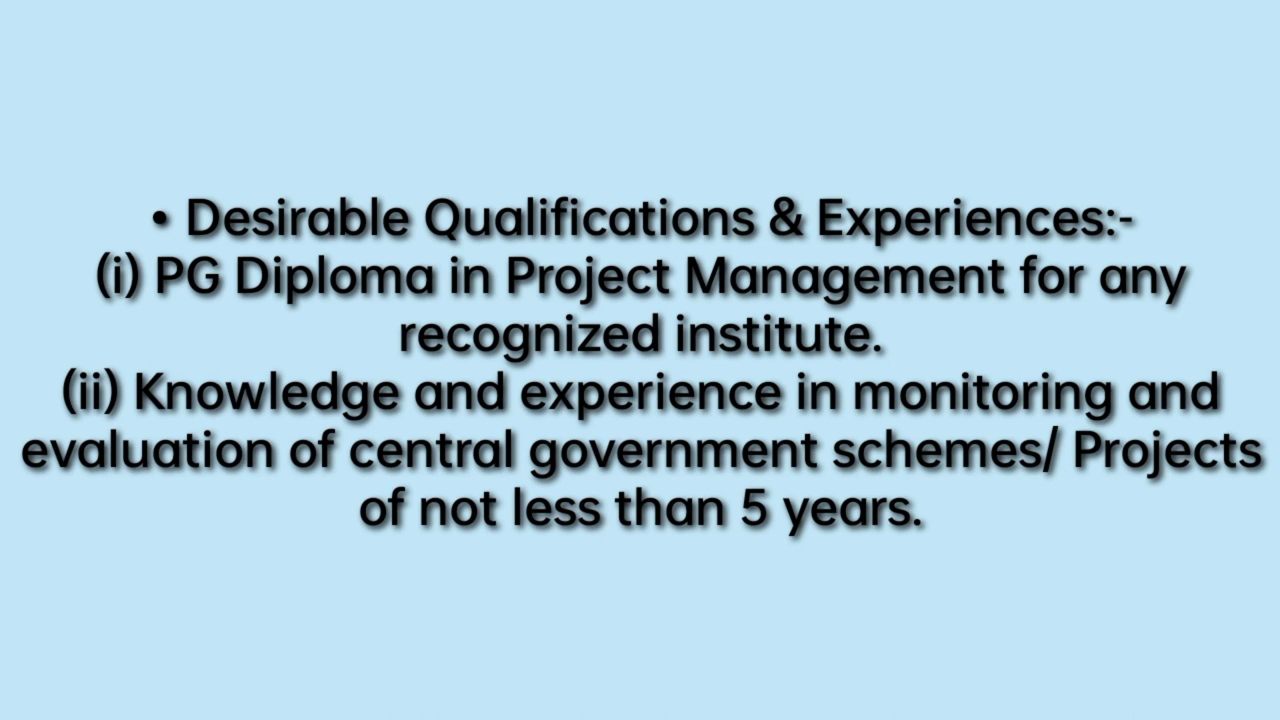 • Desirable Qualifications & Experiences:-
(i) PG Diploma in Project Management for any
recognized institute.
(ii) Knowledge and experience in monitoring and
evaluation of central government schemes/ Projects
of not less than 5 years.